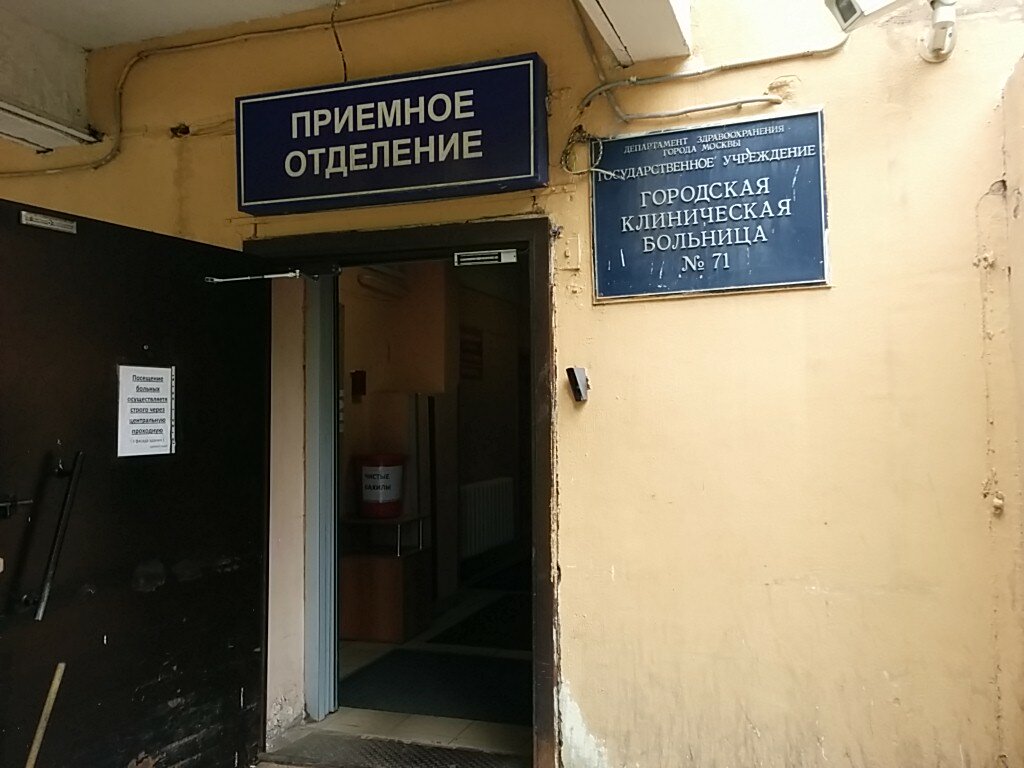 ПРИЕМНОЕ
ОТДЕЛЕНИЕ
ДЕПАРТАМЕНТ ЗДРАВООХРАНЕНИЯ
ГОРОДА МОСКВЫ
ГОСУДАРСТВЕННОЕ УЧРЕЖДЕНИЕ
ГОРОДСКАЯ
КЛИНИЧЕСКАЯ
БОЛЬНИЦА
№ 71
Посещение
больных
осуществляется
строго через
центральную
проходную
ЧИСТЫЕ
БАХИЛЫ